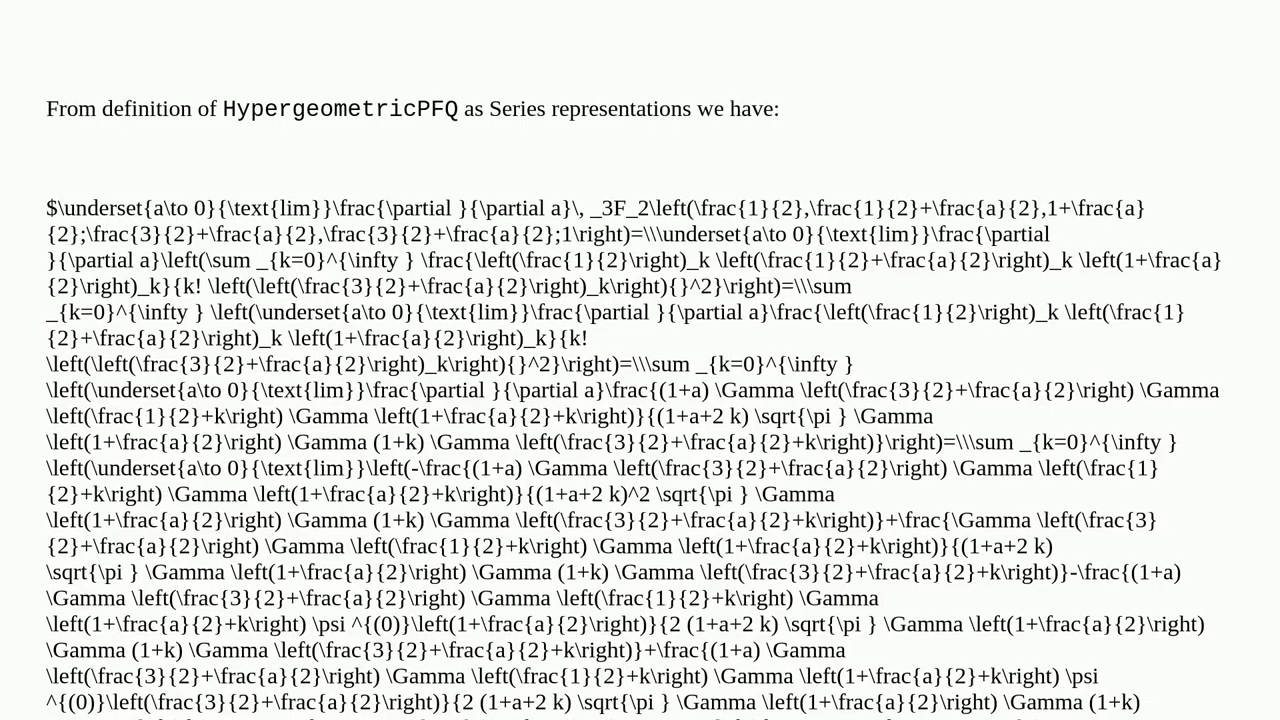 From definition of HypergeometricPFQ as Series representations we have:
$\underset{a\to 0}{\text{lim}}\frac{\partial }{\partial a}\, _3F_2\left(\frac{1}{2},\frac{1}{2}+\frac{a}{2},1+\frac{a}
{2};\frac{3}{2}+\frac{a}{2},\frac{3}{2}+\frac{a}{2};1\right)=\\\underset{a\to 0}{\text{lim}}\frac{\partial
}{\partial a}\left(\sum _{k=0}^{\infty } \frac{\left(\frac{1}{2}\right)_k \left(\frac{1}{2}+\frac{a}{2}\right)_k \left(1+\frac{a}
{2}\right)_k}{k! \left(\left(\frac{3}{2}+\frac{a}{2}\right)_k\right){}^2}\right)=\\\sum
_{k=0}^{\infty } \left(\underset{a\to 0}{\text{lim}}\frac{\partial }{\partial a}\frac{\left(\frac{1}{2}\right)_k \left(\frac{1}
{2}+\frac{a}{2}\right)_k \left(1+\frac{a}{2}\right)_k}{k!
\left(\left(\frac{3}{2}+\frac{a}{2}\right)_k\right){}^2}\right)=\\\sum _{k=0}^{\infty }
\left(\underset{a\to 0}{\text{lim}}\frac{\partial }{\partial a}\frac{(1+a) \Gamma \left(\frac{3}{2}+\frac{a}{2}\right) \Gamma
\left(\frac{1}{2}+k\right) \Gamma \left(1+\frac{a}{2}+k\right)}{(1+a+2 k) \sqrt{\pi } \Gamma
\left(1+\frac{a}{2}\right) \Gamma (1+k) \Gamma \left(\frac{3}{2}+\frac{a}{2}+k\right)}\right)=\\\sum _{k=0}^{\infty }
\left(\underset{a\to 0}{\text{lim}}\left(-\frac{(1+a) \Gamma \left(\frac{3}{2}+\frac{a}{2}\right) \Gamma \left(\frac{1}
{2}+k\right) \Gamma \left(1+\frac{a}{2}+k\right)}{(1+a+2 k)^2 \sqrt{\pi } \Gamma
\left(1+\frac{a}{2}\right) \Gamma (1+k) \Gamma \left(\frac{3}{2}+\frac{a}{2}+k\right)}+\frac{\Gamma \left(\frac{3}
{2}+\frac{a}{2}\right) \Gamma \left(\frac{1}{2}+k\right) \Gamma \left(1+\frac{a}{2}+k\right)}{(1+a+2 k)
\sqrt{\pi } \Gamma \left(1+\frac{a}{2}\right) \Gamma (1+k) \Gamma \left(\frac{3}{2}+\frac{a}{2}+k\right)}-\frac{(1+a)
\Gamma \left(\frac{3}{2}+\frac{a}{2}\right) \Gamma \left(\frac{1}{2}+k\right) \Gamma
\left(1+\frac{a}{2}+k\right) \psi ^{(0)}\left(1+\frac{a}{2}\right)}{2 (1+a+2 k) \sqrt{\pi } \Gamma \left(1+\frac{a}{2}\right)
\Gamma (1+k) \Gamma \left(\frac{3}{2}+\frac{a}{2}+k\right)}+\frac{(1+a) \Gamma
\left(\frac{3}{2}+\frac{a}{2}\right) \Gamma \left(\frac{1}{2}+k\right) \Gamma \left(1+\frac{a}{2}+k\right) \psi
^{(0)}\left(\frac{3}{2}+\frac{a}{2}\right)}{2 (1+a+2 k) \sqrt{\pi } \Gamma \left(1+\frac{a}{2}\right) \Gamma (1+k)